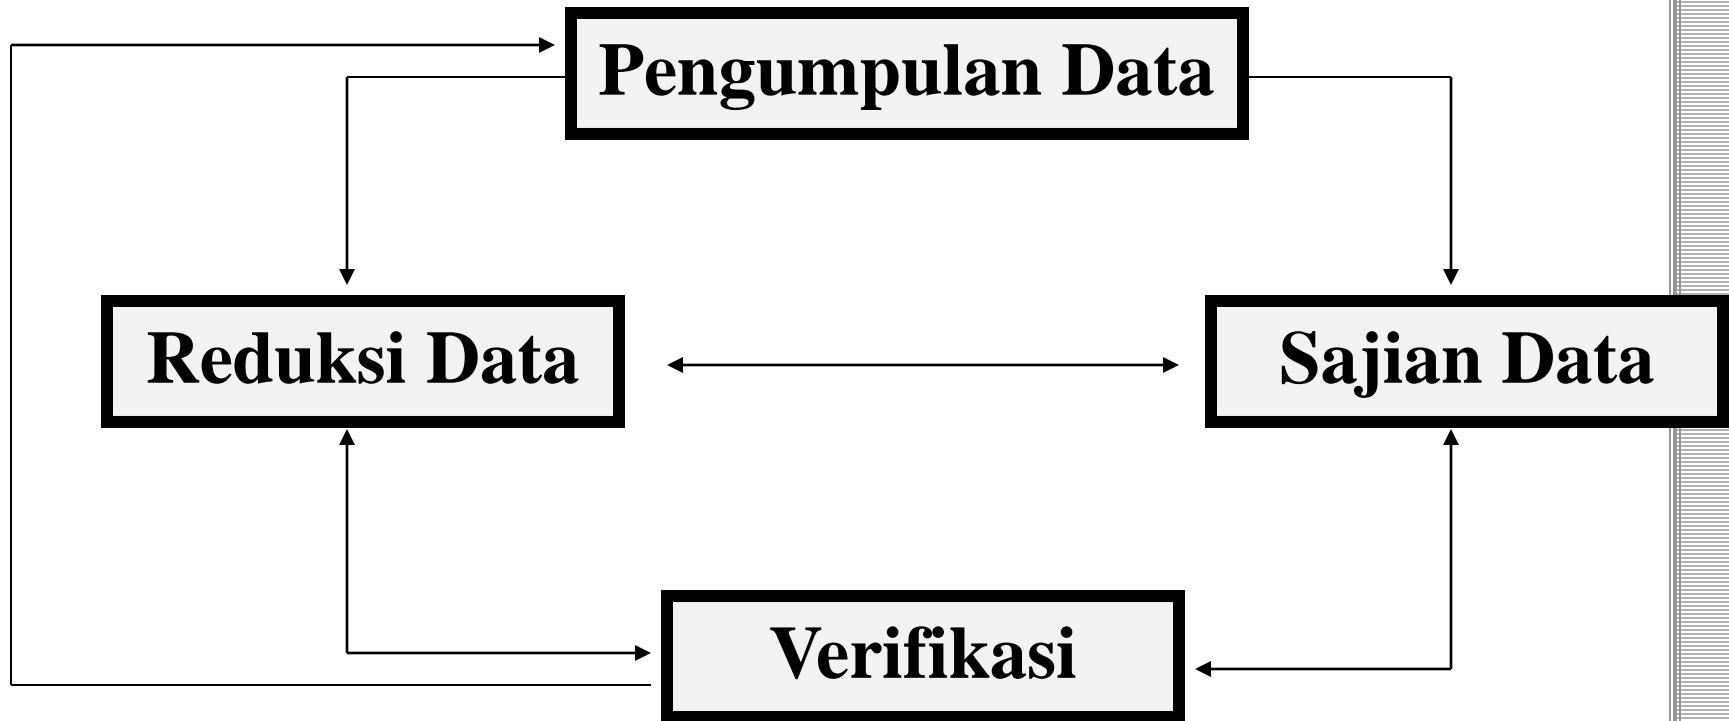 Pengumpulan Data
Reduksi Data
Sajian Data
Verifikasi